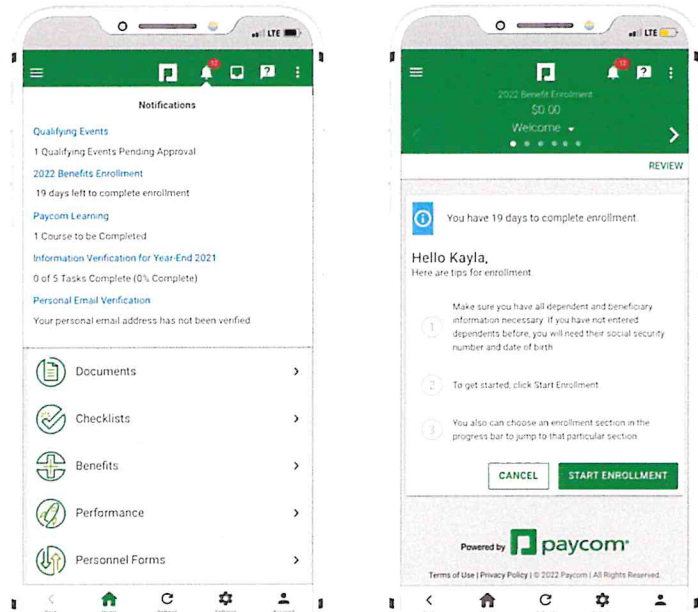 LTE
12
Notifications
Qualifying Events
1 Qualifying Events Pending Approval
2022 Benefits Enrollment
19 days left to complete enrollment
Paycom Learning
1 Course to be Completed
Information Verification for Year-End 2021
0 of 5 Tasks Complete (0% Complete)
Personal Email Verification
Your personal email address has not been verified.
Documents
Checklists
Benefits
Performance
Personnel Forms
LTE
12
2022 Benefit Enrollment
$0.00
Welcome
REVIEW
You have 19 days to complete enrollment.
Hello Kayla,
Here are tips for enrollment
1
Make sure you have all dependent and beneficiary
information necessary. If you have not entered
dependents before, you will need their social security
number and date of birth
2
To get started, click Start Enrollment
3
You also can choose an enrollment section in the
progress bar to jump to that particular section.
CANCEL
START ENROLLMENT
Powered by paycom
Terms of Use | Privacy Policy | © 2022 Paycom | All Rights Reserved.